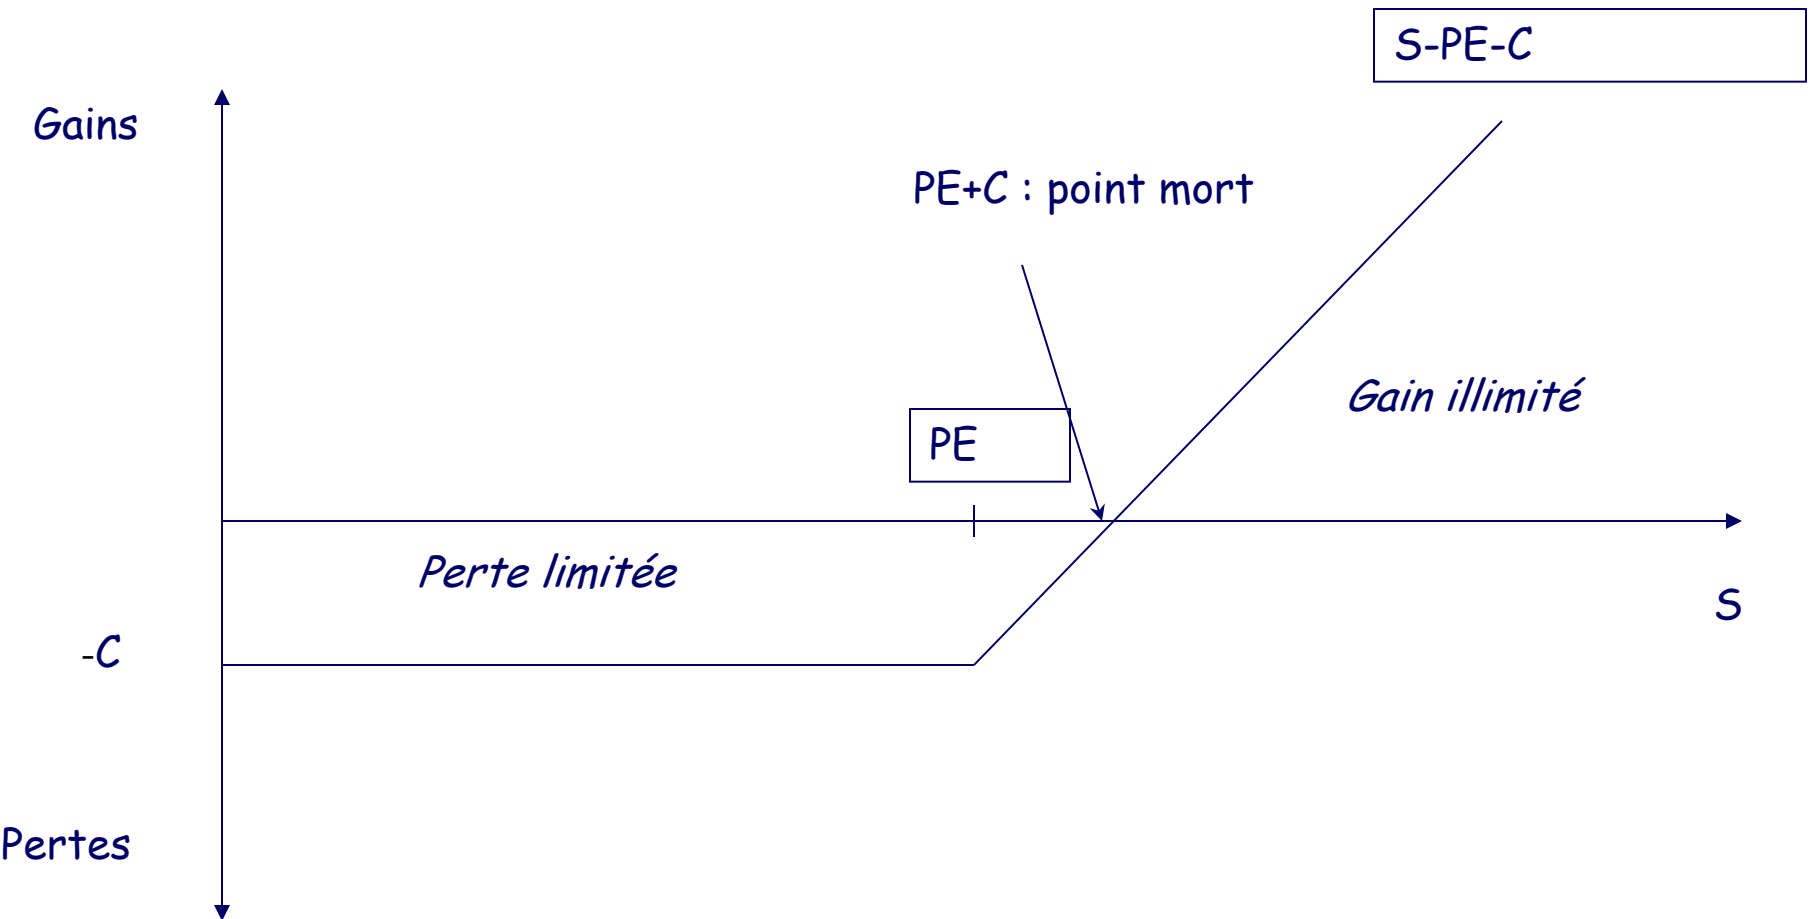 S-PE-C
Gains
PE+C : point mort
Gain illimité
PE
Perte limitée
S
-C
Pertes